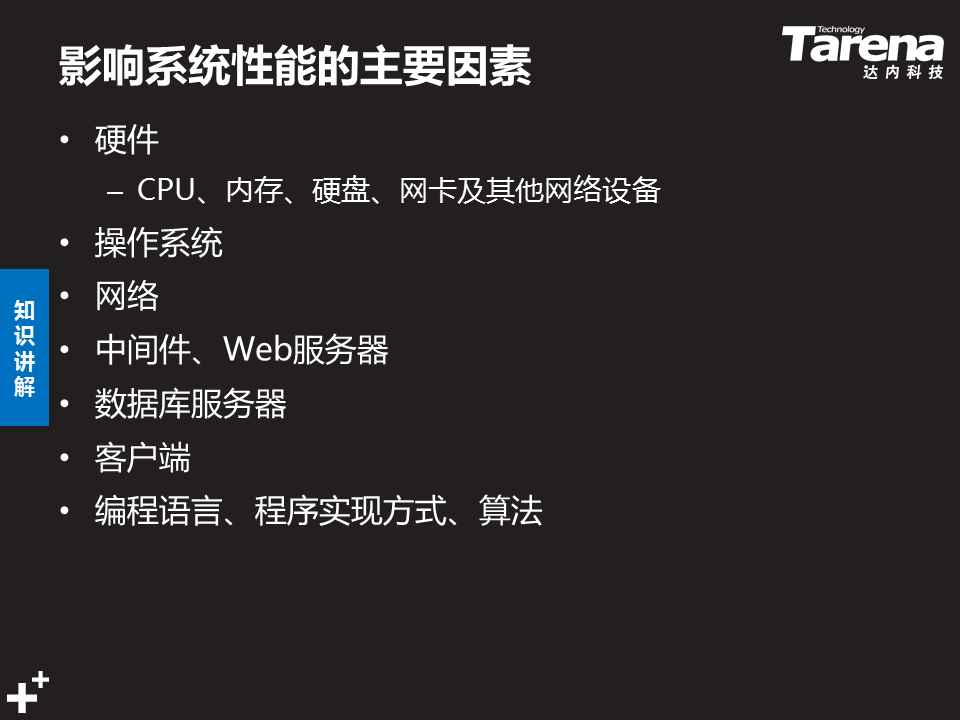 影响系统性能的主要因素
Technology
Tarena
达内科技
• 硬件
– CPU、内存、硬盘、网卡及其他网络设备
• 操作系统
• 网络
• 中间件、Web服务器
• 数据库服务器
• 客户端
• 编程语言、程序实现方式、算法
知
识
讲
解